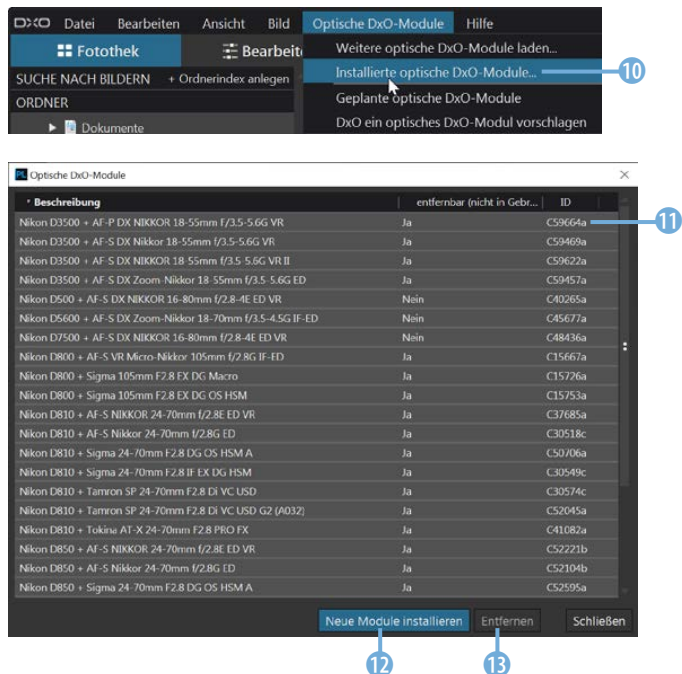 DXO Datei Bearbeiten Ansicht Bild Optische DxO-Module Hilfe
Fotothek Bearbeit
Weitere optische DxO-Module laden...
SUCHE NACH BILDERN + Ordnerindex anlegen
Installierte optische DxO-Module... 10
ORDNER
Geplante optische DxO-Module
Dokumente
DxO ein optisches DxO-Modul vorschlagen
PL Optische DxO-Module
Beschreibung entfernbar (nicht in Gebr... ID
Nikon D3500 + AF-P DX NIKKOR 18-55mm f/3.5-5.6G VR Ja C59664a 11
Nikon D3500 + AF-S DX Nikkor 18-55mm f/3.5-5.6G VR Ja C59469a
Nikon D3500 + AF-S DX NIKKOR 18-55mm f/3.5-5.6G VR II Ja C59622a
Nikon D3500 + AF-S DX Zoom-Nikkor 18-55mm f/3.5-5.6G ED Ja C59457a
Nikon D500 + AF-S DX NIKKOR 16-80mm f/2.8-4E ED VR Nein C40265a
Nikon D5600 + AF-S DX Zoom-Nikkor 18-70mm f/3.5-4.5G IF-ED Nein C45677a
Nikon D7500 + AF-S DX NIKKOR 16-80mm f/2.8-4E ED VR Nein C48436a
Nikon D800 + AF-S VR Micro-Nikkor 105mm f/2.8G IF-ED Ja C15667a
Nikon D800 + Sigma 105mm F2.8 EX DG Macro Ja C15726a
Nikon D800 + Sigma 105mm F2.8 EX DG OS HSM Ja C15753a
Nikon D810 + AF-S NIKKOR 24-70mm f/2.8E ED VR Ja C37685a
Nikon D810 + AF-S Nikkor 24-70mm f/2.8G ED Ja C30518c
Nikon D810 + Sigma 24-70mm F2.8 DG OS HSM A Ja C50706a
Nikon D810 + Sigma 24-70mm F2.8 IF EX DG HSM Ja C30549c
Nikon D810 + Tamron SP 24-70mm F2.8 Di VC USD Ja C30574c
Nikon D810 + Tamron SP 24-70mm F2.8 Di VC USD G2 (A032) Ja C52045a
Nikon D810 + Tokina AT-X 24-70mm F2.8 PRO FX Ja C41082a
Nikon D850 + AF-S NIKKOR 24-70mm f/2.8E ED VR Ja C52221b
Nikon D850 + AF-S Nikkor 24-70mm f/2.8G ED Ja C52104b
Nikon D850 + Sigma 24-70mm F2.8 DG OS HSM A Ja C52595a
Neue Module installieren Entfernen Schließen
12 13